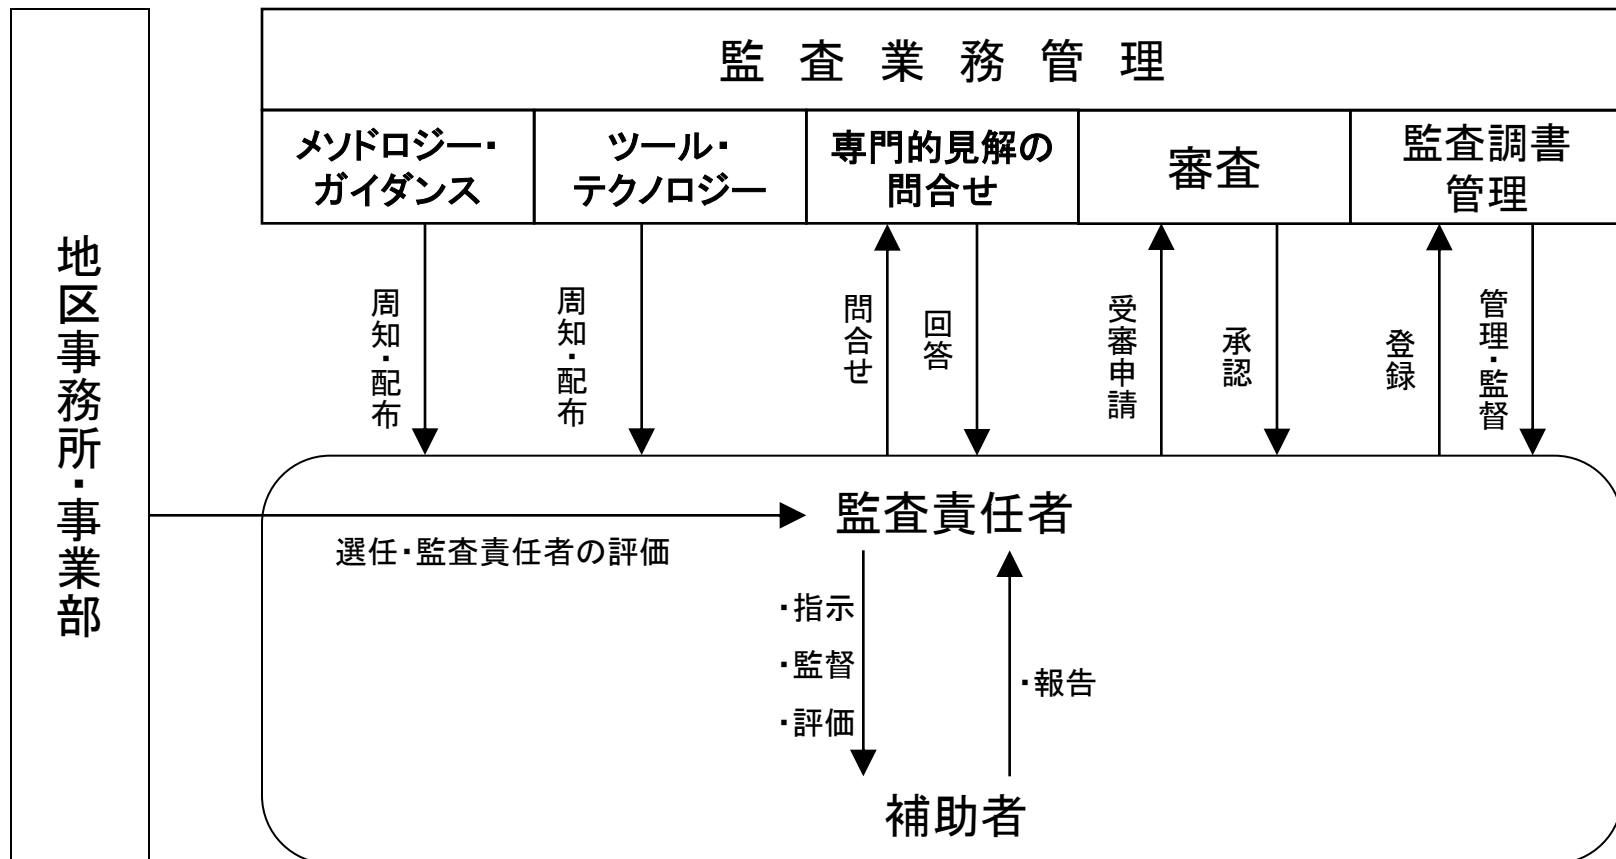 地区事務所・事業部
監査業務管理
メソドロジー・
ガイダンス
ツール・
テクノロジー
専門的見解の
問合せ
審査
監査調書
管理
周知・配布
周知・配布
問合せ
回答
受審申請
承認
登録
管理・監督
監査責任者
選任・監査責任者の評価
・指示
・監督
・評価
・報告
補助者